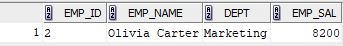 EMP_ID EMP_NAME DEPT EMP_SAL
1 2 Olivia Carter Marketing 8200